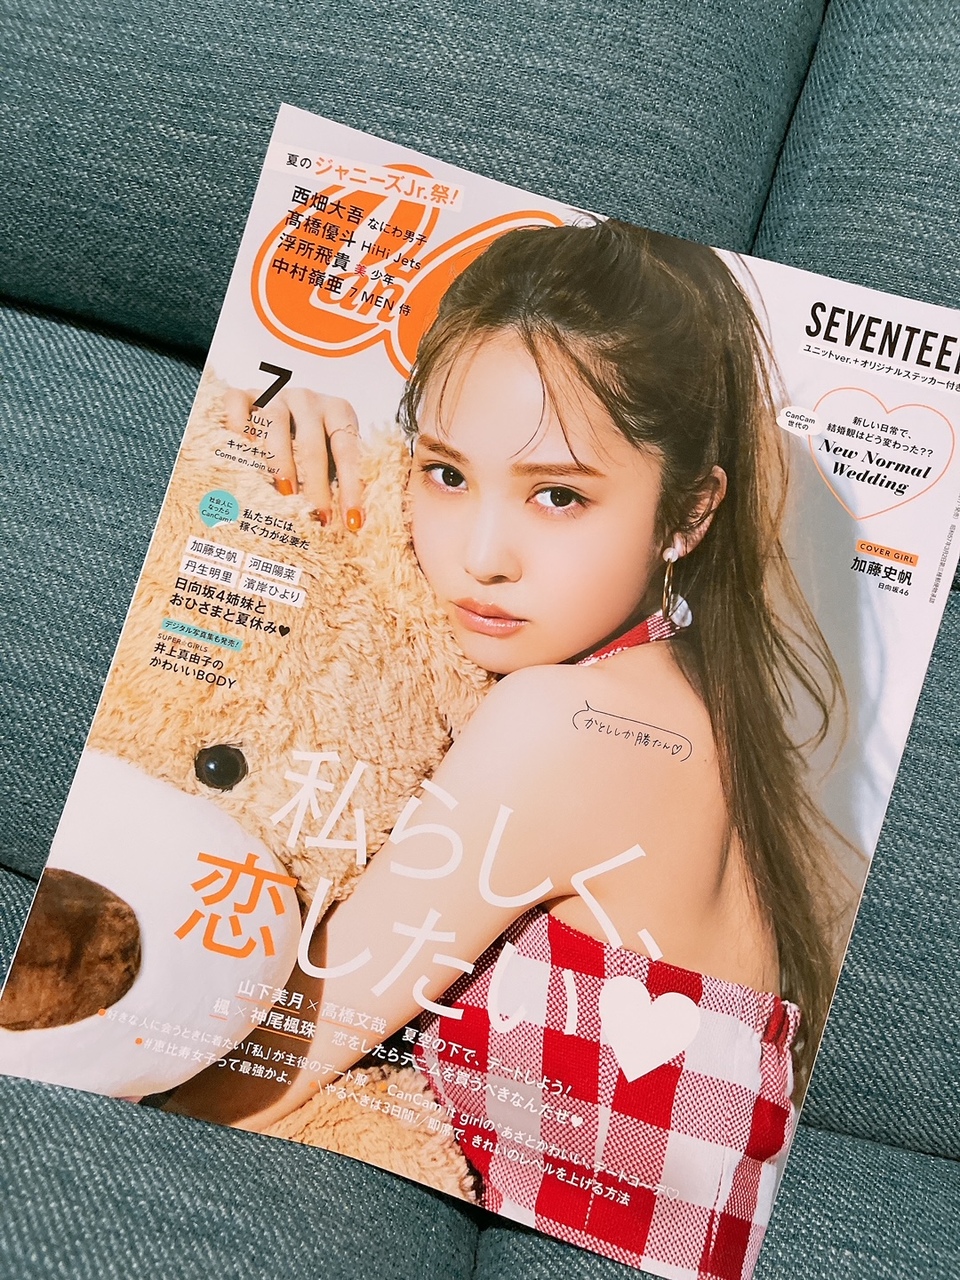 夏のジャニーズJr.祭!
西畑大吾 なにわ男子
髙橋優斗 HiHi Jets
浮所飛貴 美 少年
中村嶺亜 7 MEN 侍
Can
7
JULY
2021
キャンキャン
Come on, Join us!
社会人に
なったら
CanCam!
私たちには、
稼ぐ力が必要だ
加藤史帆 河田陽菜
丹生明里 濱岸ひより
日向坂4姉妹と
おひさまと夏休み♥
デジタル写真集も発売!
SUPER☆GiRLS
井上真由子の
かわいいBODY
SEVENTEEN
ユニットver.+オリジナルステッカー付き
CanCam
世代の
新しい日常で、
結婚観はどう変わった??
New Normal
Wedding
COVER GIRL
加藤史帆
日向坂46
かとししか勝たん♡
私らしく、
恋したい♥
山下美月×高橋文哉 夏空の下で、デートしよう!
楓×神尾楓珠 恋をしたらデニムを買うべきなんだぜ♥
●好きな人に会うときに着たい「私」が主役のデート服 CanCam it girlの“あざとかわいい”デートコーデ♡
●#恵比寿女子って最強かよ。 \やるべきは3日間!/即席で、きれいのレベルを上げる方法